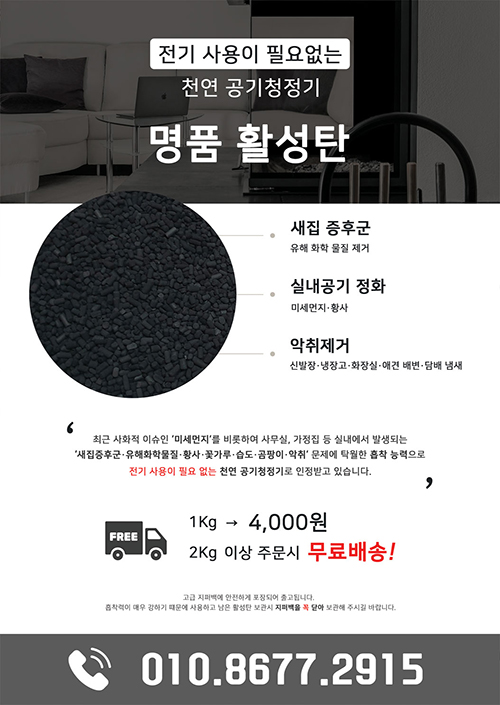 전기 사용이 필요없는
천연 공기청정기
명품 활성탄
새집 증후군
유해 화학 물질 제거
실내공기 정화
미세먼지·황사
악취제거
신발장·냉장고·화장실·애견 배변·담배 냄새
‘ 최근 사화적 이슈인 '미세먼지'를 비롯하여 사무실, 가정집 등 실내에서 발생되는
'새집증후군·유해화학물질·황사·꽃가루·습도·곰팡이·악취' 문제에 탁월한 흡착 능력으로
전기 사용이 필요 없는 천연 공기청정기로 인정받고 있습니다. ’
FREE
1Kg → 4,000원
2Kg 이상 주문시 무료배송!
고급 지퍼백에 안전하게 포장되어 출고됩니다.
흡착력이 매우 강하기 때문에 사용하고 남은 활성탄 보관시 지퍼백을 꼭 닫아 보관해 주시길 바랍니다.
010.8677.2915